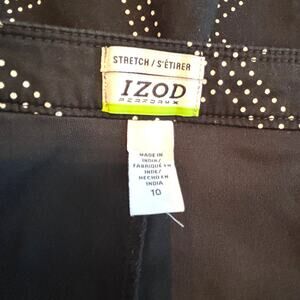 STRETCH / S'ÉTIRER
IZOD
MADE IN
INDIA/
FABRIQUÉ EN
INDE/
HECHO EN
INDIA
10